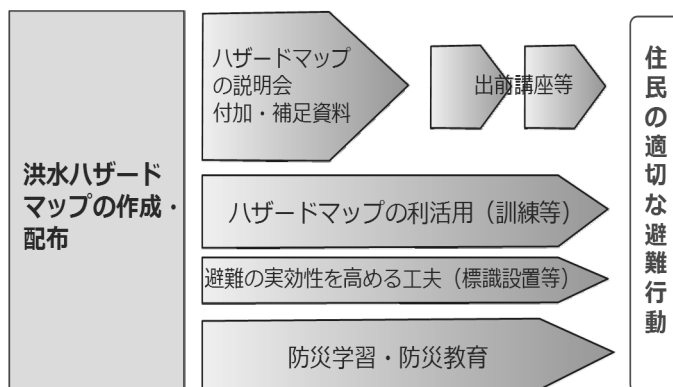 洪水ハザード
マップの作成・
配布
ハザードマップ
の説明会
付加・補足資料
出前講座等
ハザードマップの利活用（訓練等）
避難の実効性を高める工夫（標識設置等）
防災学習・防災教育
住民の適切な避難行動